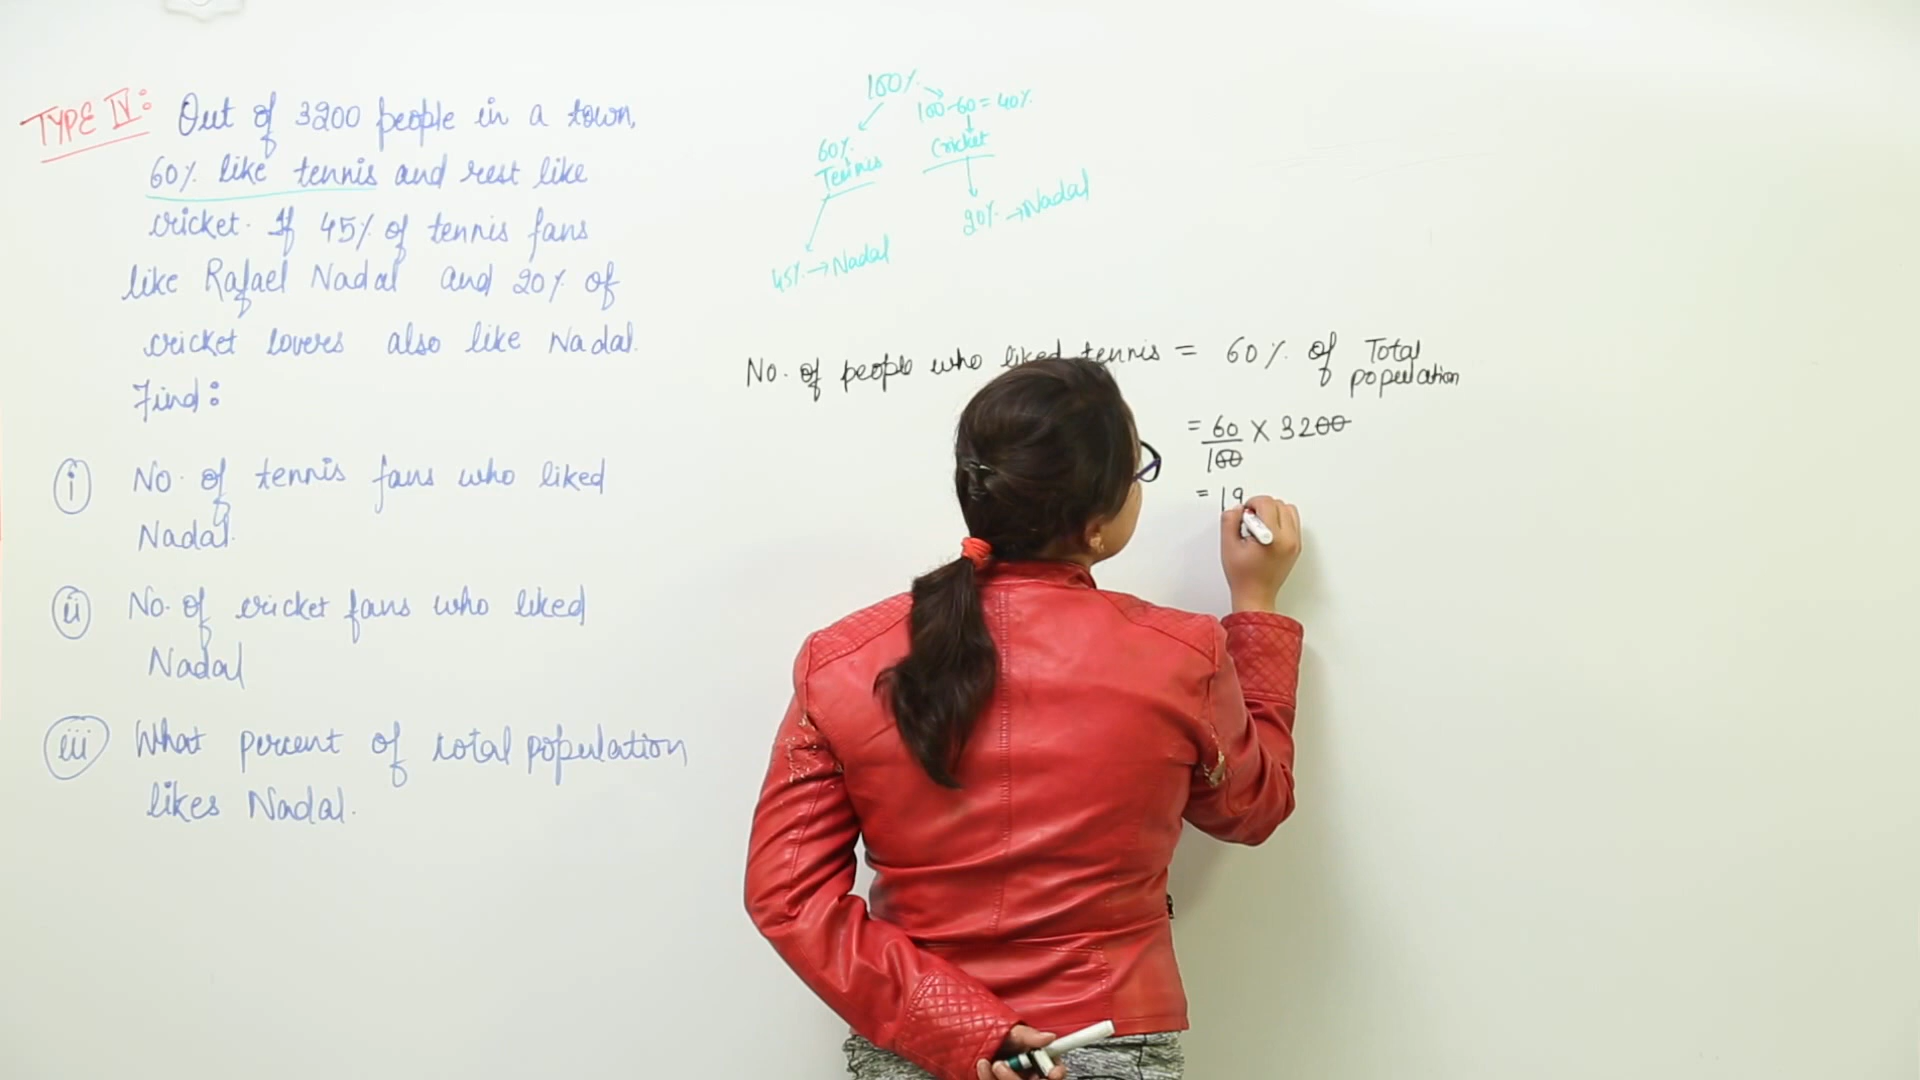 TYPE IV: Out of 3200 people in a town,
60% like tennis and rest like
cricket. If 45% of tennis fans
like Rafael Nadal and 20% of
cricket lovers also like Nadal.
Find:
(i) No. of tennis fans who liked
Nadal.
(ii) No. of cricket fans who liked
Nadal
(iii) What percent of total population
likes Nadal.
100%
100-60 = 40%
60%
Tennis
Cricket
20% → Nadal
45% → Nadal
No. of people who liked tennis = 60% of Total
population
= 60/100 × 3200
= 19